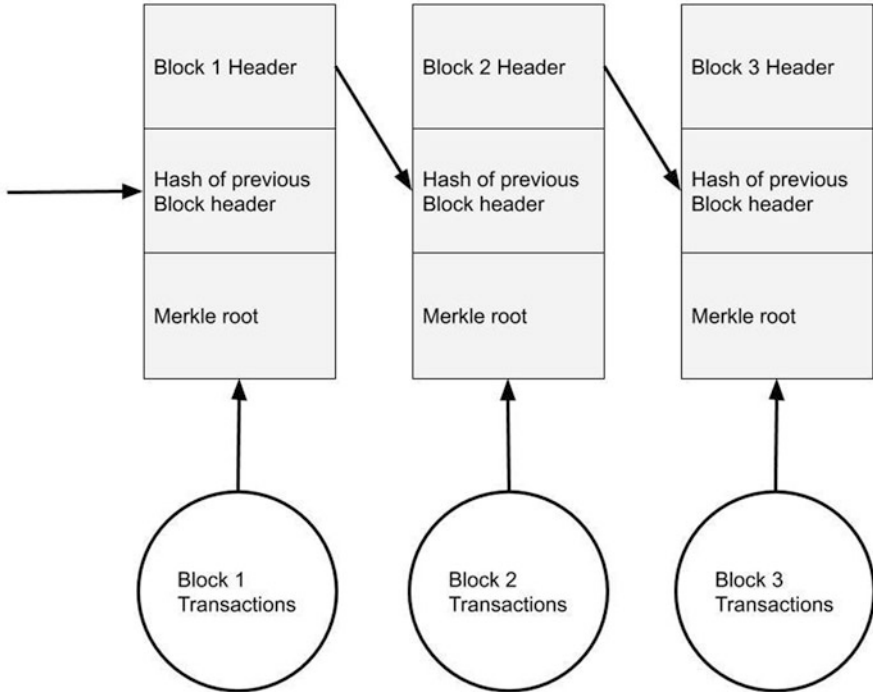 Block 1 Header
Hash of previous
Block header
Merkle root
Block 1
Transactions
Block 2 Header
Hash of previous
Block header
Merkle root
Block 2
Transactions
Block 3 Header
Hash of previous
Block header
Merkle root
Block 3
Transactions